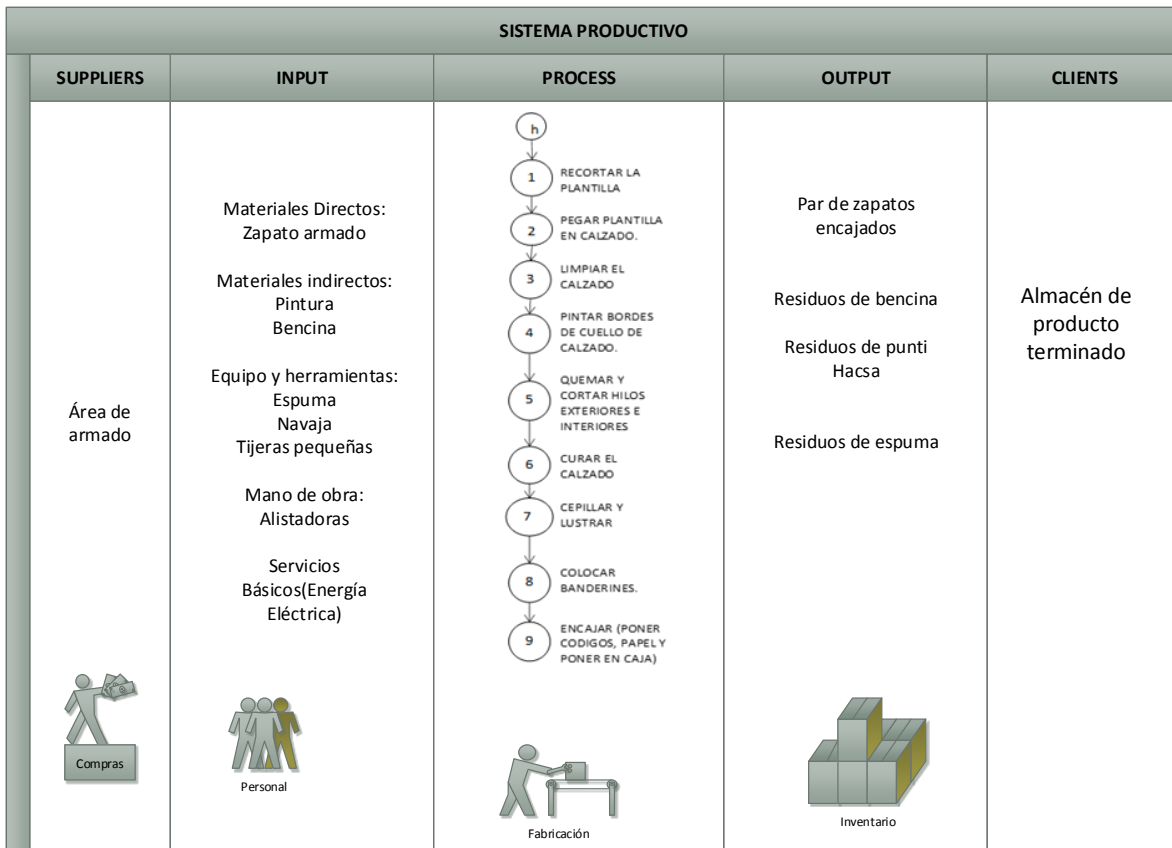 SISTEMA PRODUCTIVO
SUPPLIERS
INPUT
PROCESS
OUTPUT
CLIENTS
Área de
armado
Compras
Materiales Directos:
Zapato armado
Materiales indirectos:
Pintura
Bencina
Equipo y herramientas:
Espuma
Navaja
Tijeras pequeñas
Mano de obra:
Alistadoras
Servicios
Básicos(Energía
Eléctrica)
Personal
h
1
RECORTAR LA
PLANTILLA
2
PEGAR PLANTILLA
EN CALZADO.
3
LIMPIAR EL
CALZADO
4
PINTAR BORDES
DE CUELLO DE
CALZADO.
5
QUEMAR Y
CORTAR HILOS
EXTERIORES E
INTERIORES
6
CURAR EL
CALZADO
7
CEPILLAR Y
LUSTRAR
8
COLOCAR
BANDERINES.
9
ENCAJAR (PONER
CODIGOS, PAPEL Y
PONER EN CAJA)
Fabricación
Par de zapatos
encajados
Residuos de bencina
Residuos de punti
Hacsa
Residuos de espuma
Inventario
Almacén de
producto
terminado